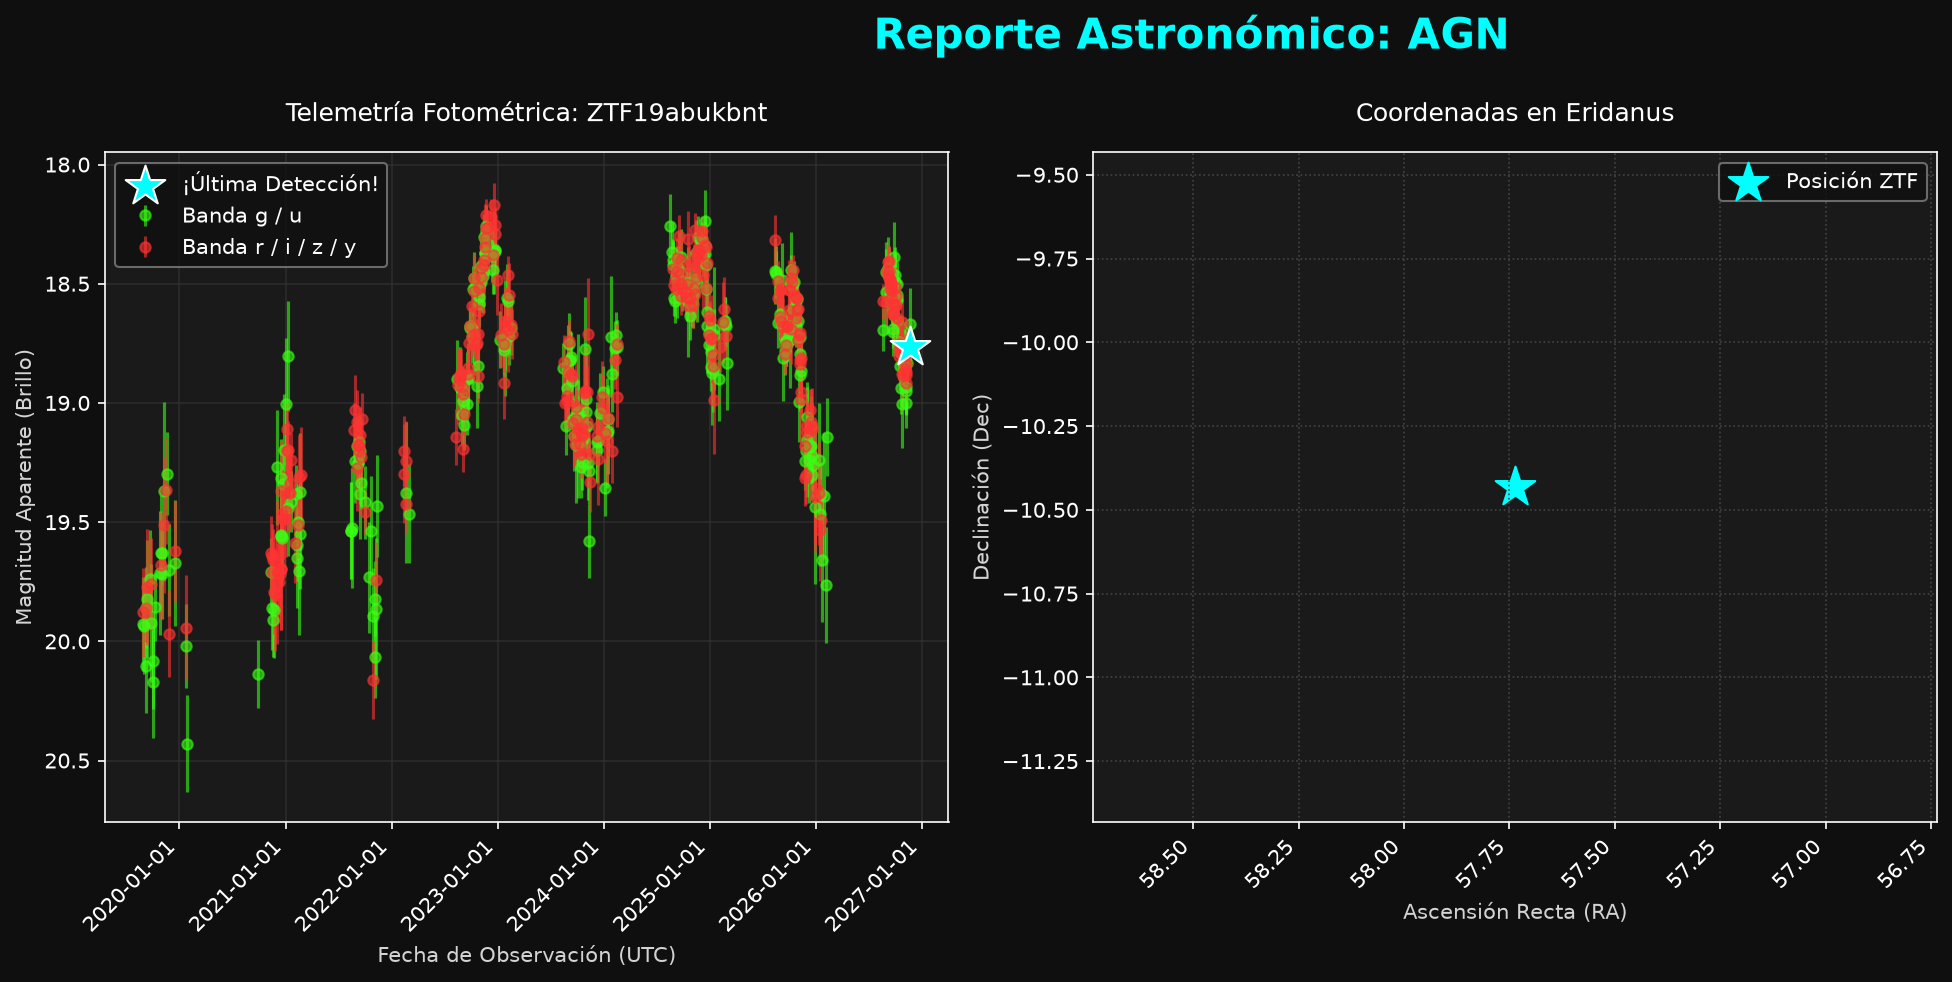 Reporte Astronómico: AGN
Telemetría Fotométrica: ZTF19abukbnt
¡Última Detección!
Banda g / u
Banda r / i / z / y
Magnitud Aparente (Brillo)
18.0
18.5
19.0
19.5
20.0
20.5
2020-01-01
2021-01-01
2022-01-01
2023-01-01
2024-01-01
2025-01-01
2026-01-01
2027-01-01
Fecha de Observación (UTC)
Coordenadas en Eridanus
Posición ZTF
Declinación (Dec)
−9.50
−9.75
−10.00
−10.25
−10.50
−10.75
−11.00
−11.25
58.50
58.25
58.00
57.75
57.50
57.25
57.00
56.75
Ascensión Recta (RA)